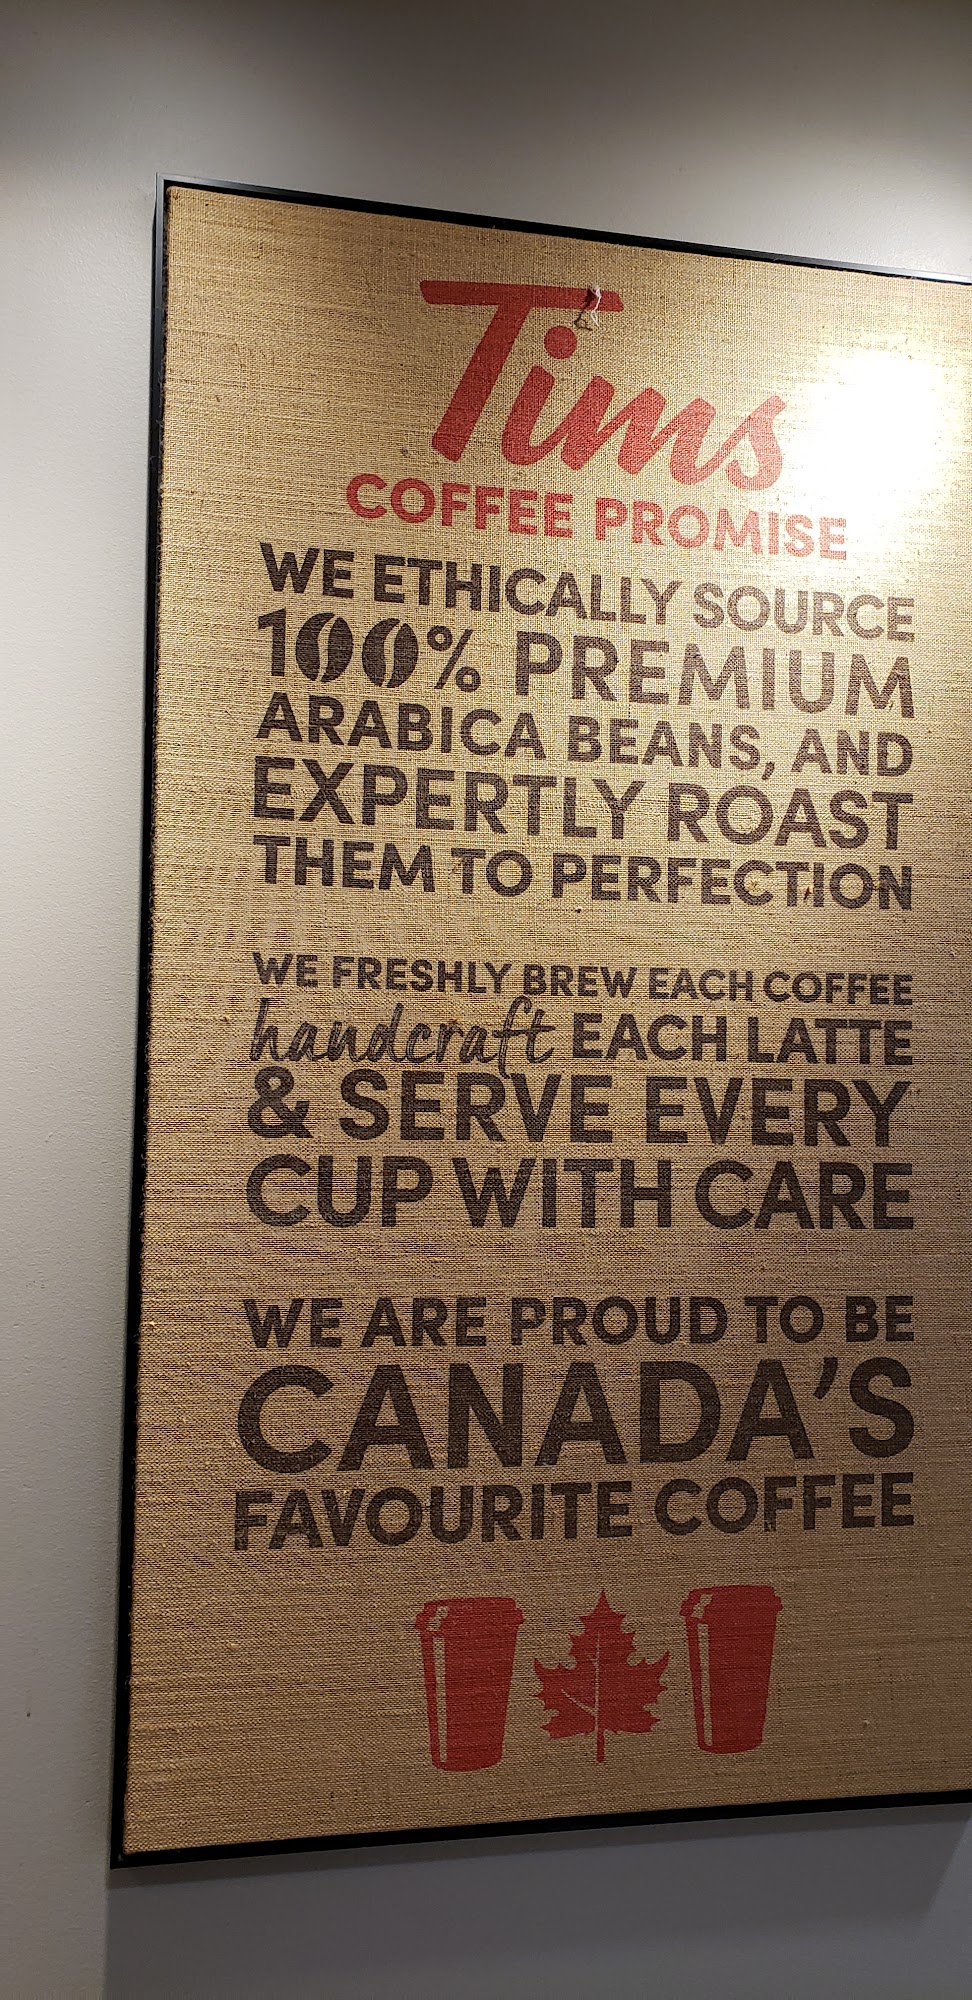 Tims
COFFEE PROMISE
WE ETHICALLY SOURCE
100% PREMIUM
ARABICA BEANS, AND
EXPERTLY ROAST
THEM TO PERFECTION
WE FRESHLY BREW EACH COFFEE
handcraft EACH LATTE
& SERVE EVERY
CUP WITH CARE
WE ARE PROUD TO BE
CANADA'S
FAVOURITE COFFEE